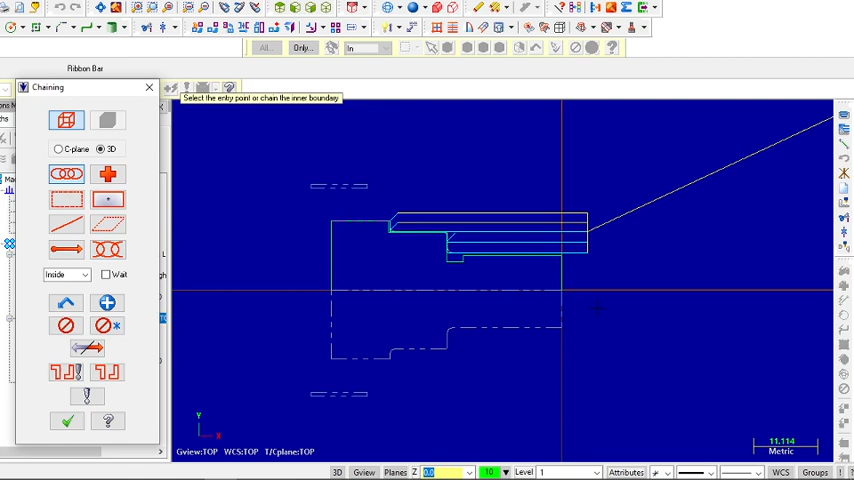 All...
Only...
In
Ribbon Bar
Chaining
Select the entry point or chain the inner boundary
C-plane
3D
Inside
Wait
Y
X
Gview:TOP WCS:TOP T/Cplane:TOP
11.114
Metric
3D
Gview
Planes
Z
0.0
10
Level
1
Attributes
WCS
Groups
!
?